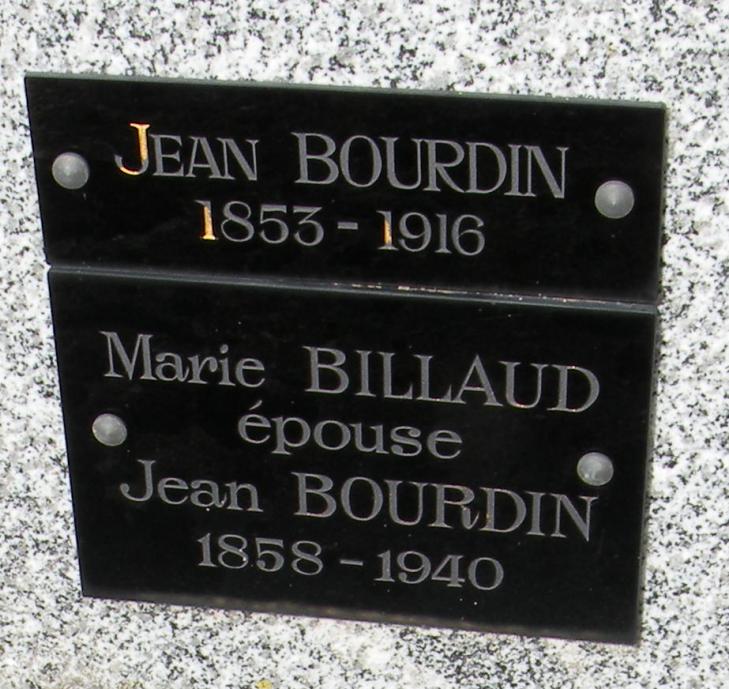 JEAN BOURDIN
1853 - 1916
Marie BILLAUD
épouse
Jean BOURDIN
1858 - 1940